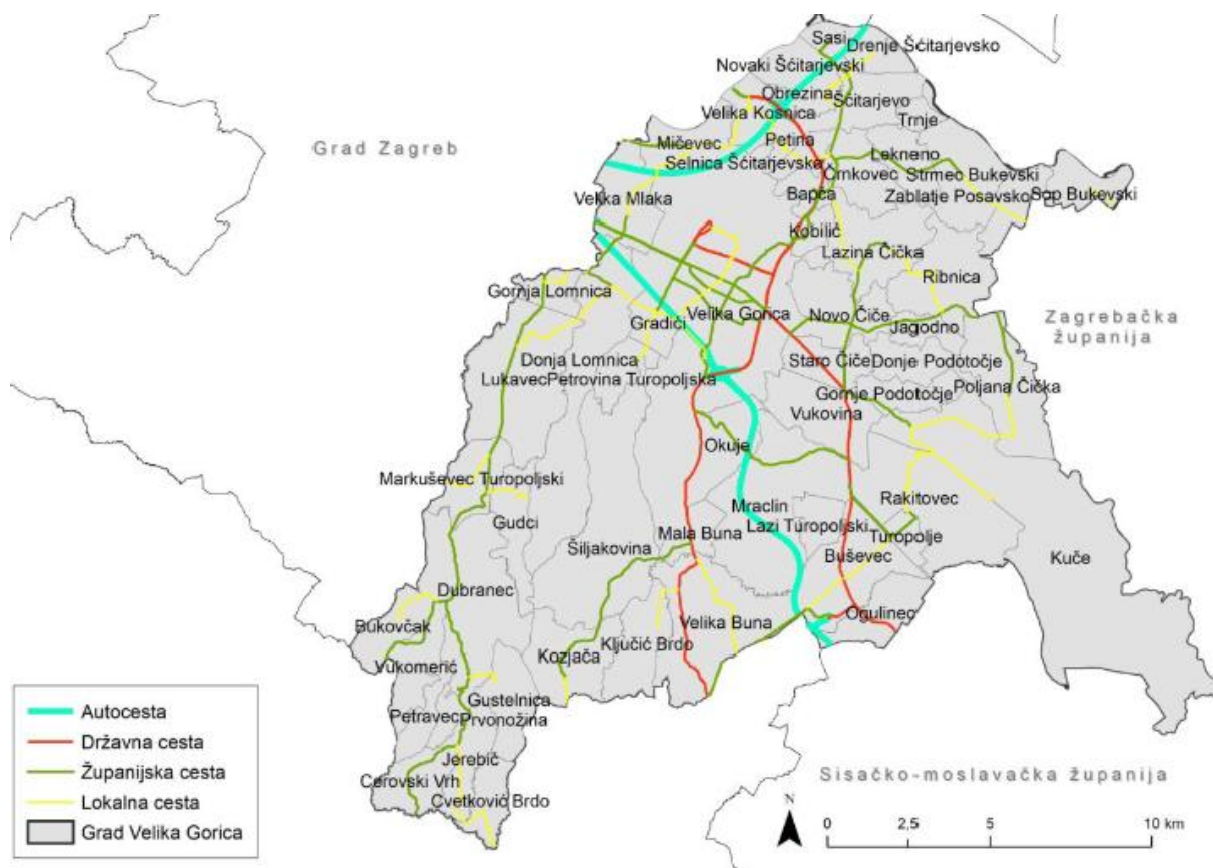 Sasi
Drenje Šćitarjevsko
Novaki Šćitarjevski
Obrezina
Šćitarjevo
Velika Kosnica
Trnje
Grad Zagreb
Mičevec
Petina
Lekneno
Selnica Šćitarjevska
Črnkovec
Strmec Bukevski
Bapča
Zablatje Posavsko
Sop Bukevski
Velika Mlaka
Kobilić
Lazina Čička
Ribnica
Gornja Lomnica
Velika Gorica
Novo Čiče
Gradići
Jagodno
Zagrebačka
županija
Donja Lomnica
Staro Čiče
Donje Podotočje
Lukavec
Petrovina Turopoljska
Gornje Podotočje
Poljana Čička
Vukovina
Okuje
Markuševec Turopoljski
Rakitovec
Mraclin
Gudci
Lazi Turopoljski
Mala Buna
Turopolje
Šiljakovina
Buševec
Kuče
Dubranec
Ogulinec
Bukovčak
Velika Buna
Ključić Brdo
Kozjača
Vukomerić
Gustelnica
Petravec
Prvonožina
Jerebić
Cerovski Vrh
Cvetković Brdo
Sisačko-moslavačka županija
Autocesta
Državna cesta
Županijska cesta
Lokalna cesta
Grad Velika Gorica
N
0 2,5 5 10 km